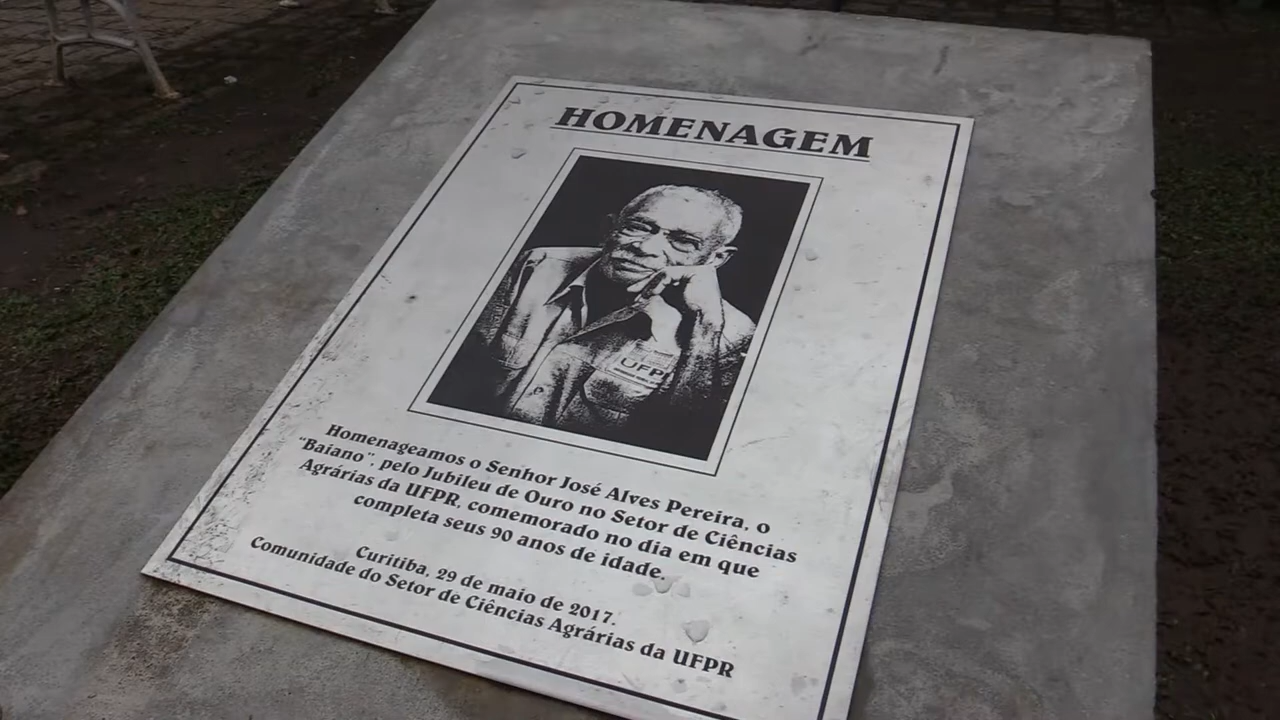 HOMENAGEM
UFPR
Homenageamos o Senhor José Alves Pereira, o
"Baiano", pelo Jubileu de Ouro no Setor de Ciências
Agrárias da UFPR, comemorado no dia em que
completa seus 90 anos de idade.
Curitiba, 29 de maio de 2017.
Comunidade do Setor de Ciências Agrárias da UFPR